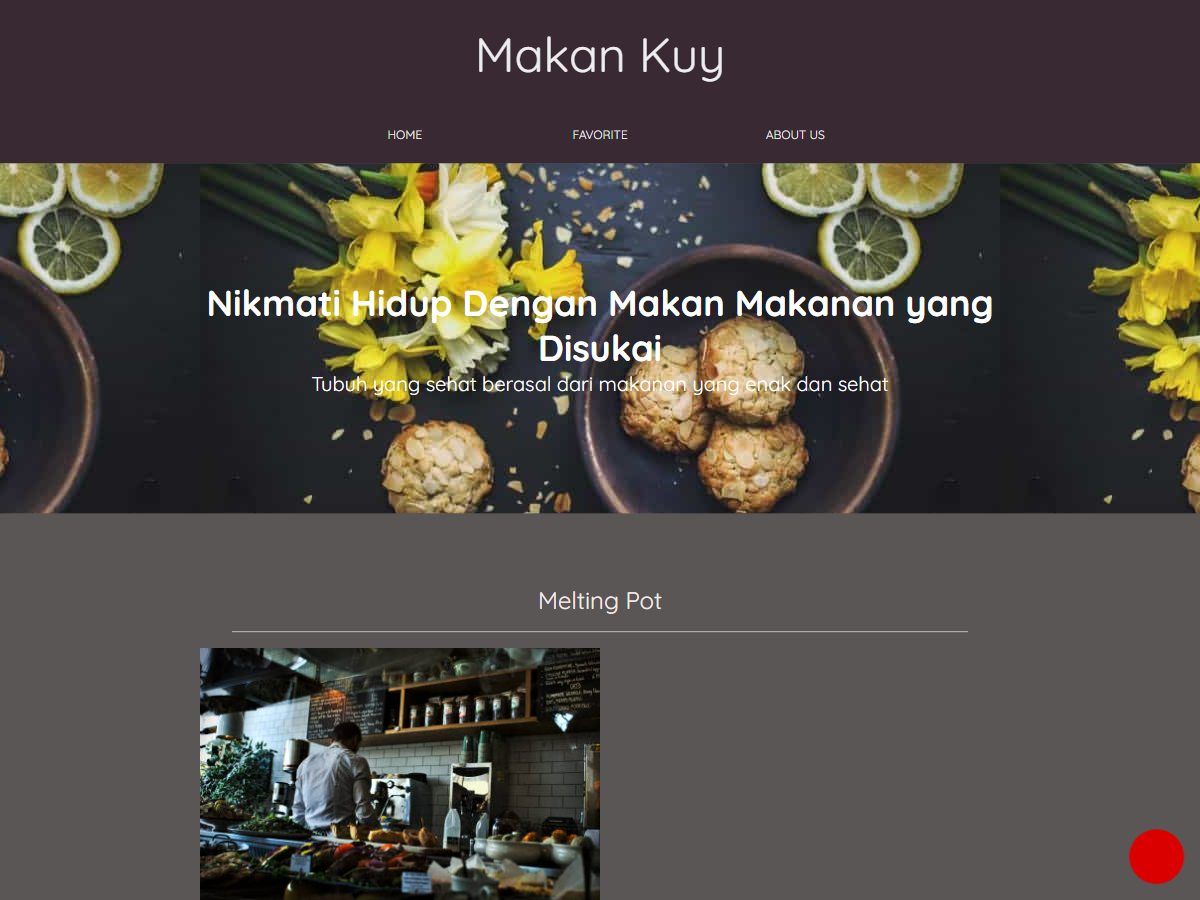 Makan Kuy
HOME
FAVORITE
ABOUT US
Nikmati Hidup Dengan Makan Makanan yang
Disukai
Tubuh yang sehat berasal dari makanan yang enak dan sehat
Melting Pot